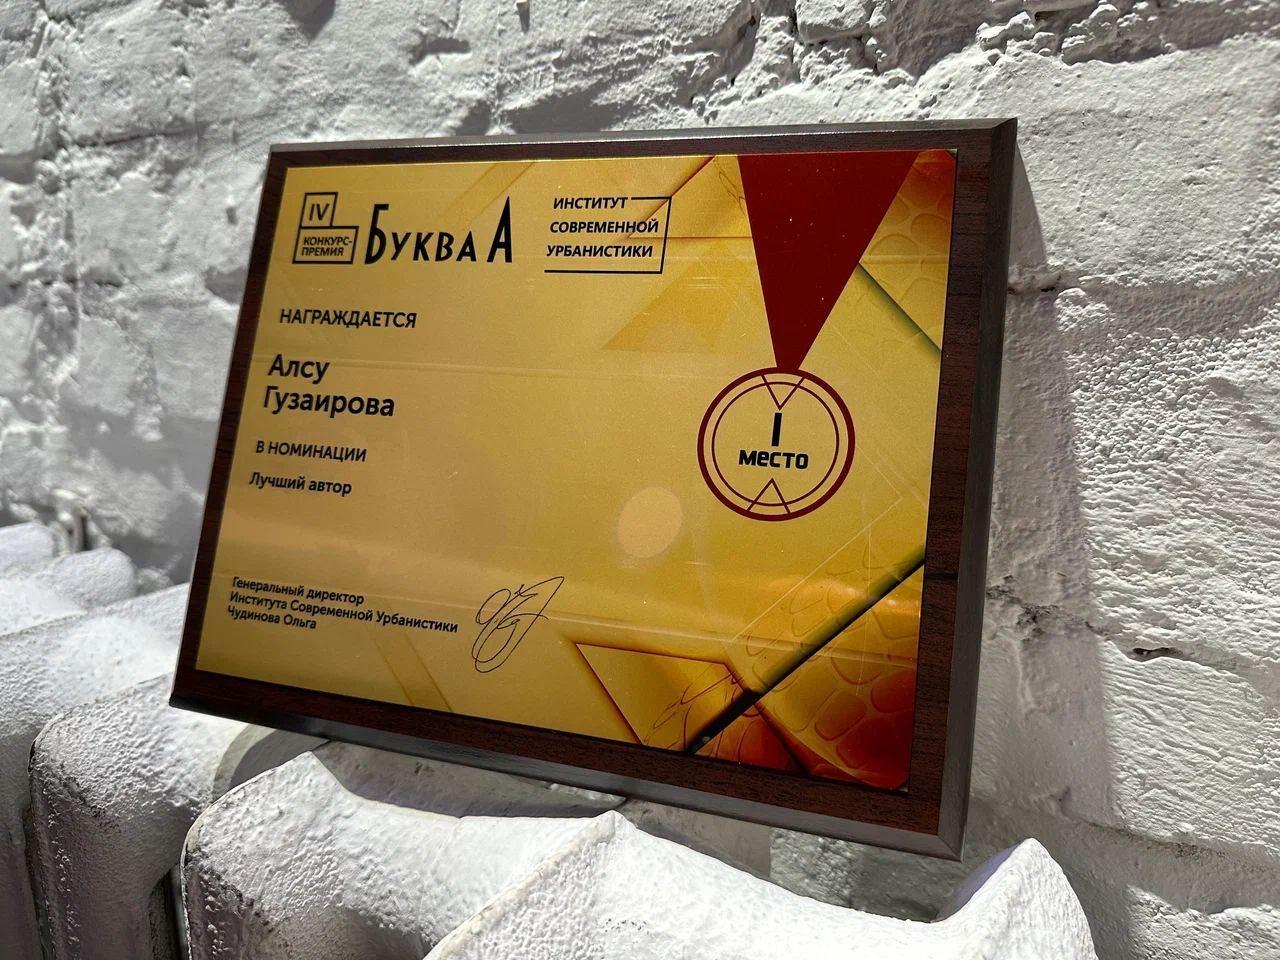 IV
КОНКУРС-
ПРЕМИЯ
БУКВА А
ИНСТИТУТ
СОВРЕМЕННОЙ
УРБАНИСТИКИ
НАГРАЖДАЕТСЯ
Алсу
Гузаирова
В НОМИНАЦИИ
Лучший автор
I
место
Генеральный директор
Института Современной Урбанистики
Чудинова Ольга